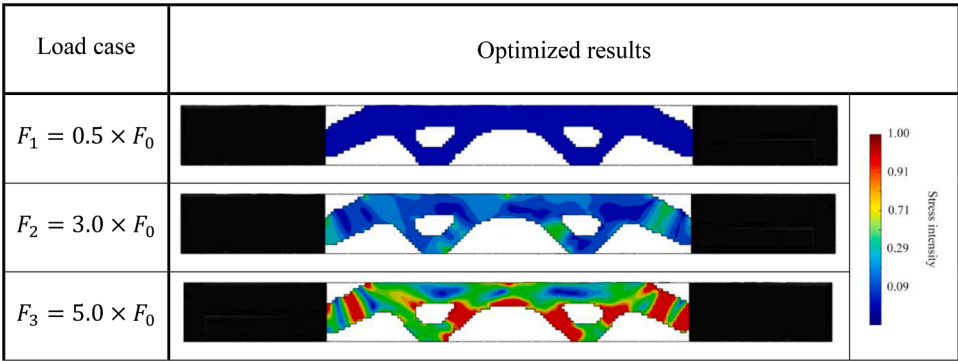 Load case
Optimized results
F₁ = 0.5 × F₀
F₂ = 3.0 × F₀
F₃ = 5.0 × F₀
1.00
0.91
0.71
0.29
0.09
Stress intensity